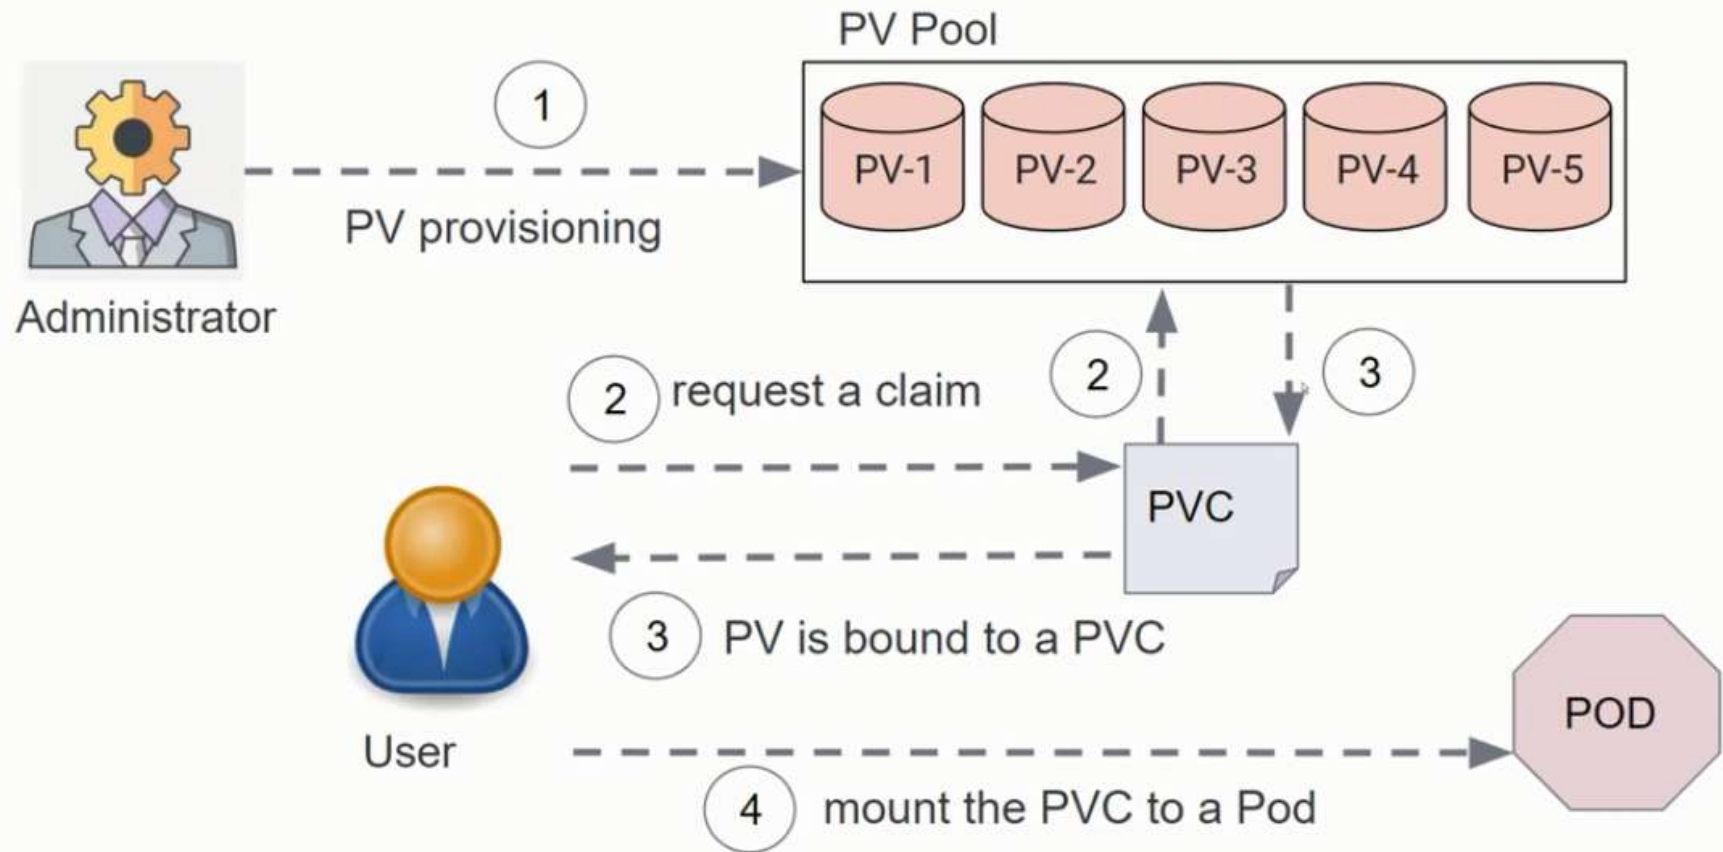 PV Pool
1
PV-1 PV-2 PV-3 PV-4 PV-5
PV provisioning
Administrator
2 request a claim
2
3
PVC
3 PV is bound to a PVC
POD
User
4 mount the PVC to a Pod